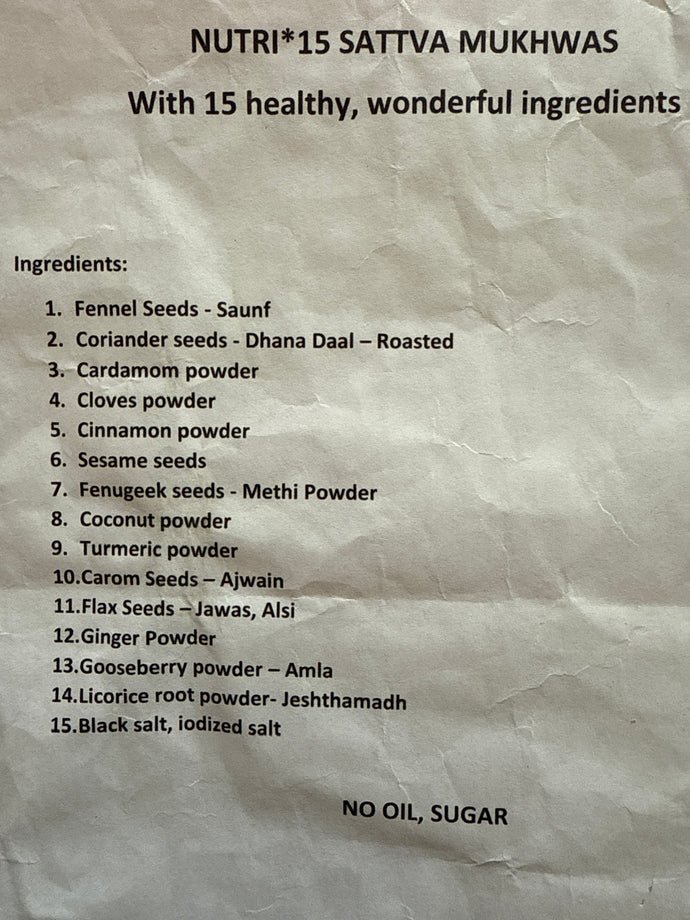 NUTRI*15 SATTVA MUKHWAS
With 15 healthy, wonderful ingredients
Ingredients:
1. Fennel Seeds - Saunf
2. Coriander seeds - Dhana Daal – Roasted
3. Cardamom powder
4. Cloves powder
5. Cinnamon powder
6. Sesame seeds
7. Fenugeek seeds - Methi Powder
8. Coconut powder
9. Turmeric powder
10.Carom Seeds – Ajwain
11.Flax Seeds – Jawas, Alsi
12.Ginger Powder
13.Gooseberry powder – Amla
14.Licorice root powder- Jeshthamadh
15.Black salt, iodized salt
NO OIL, SUGAR